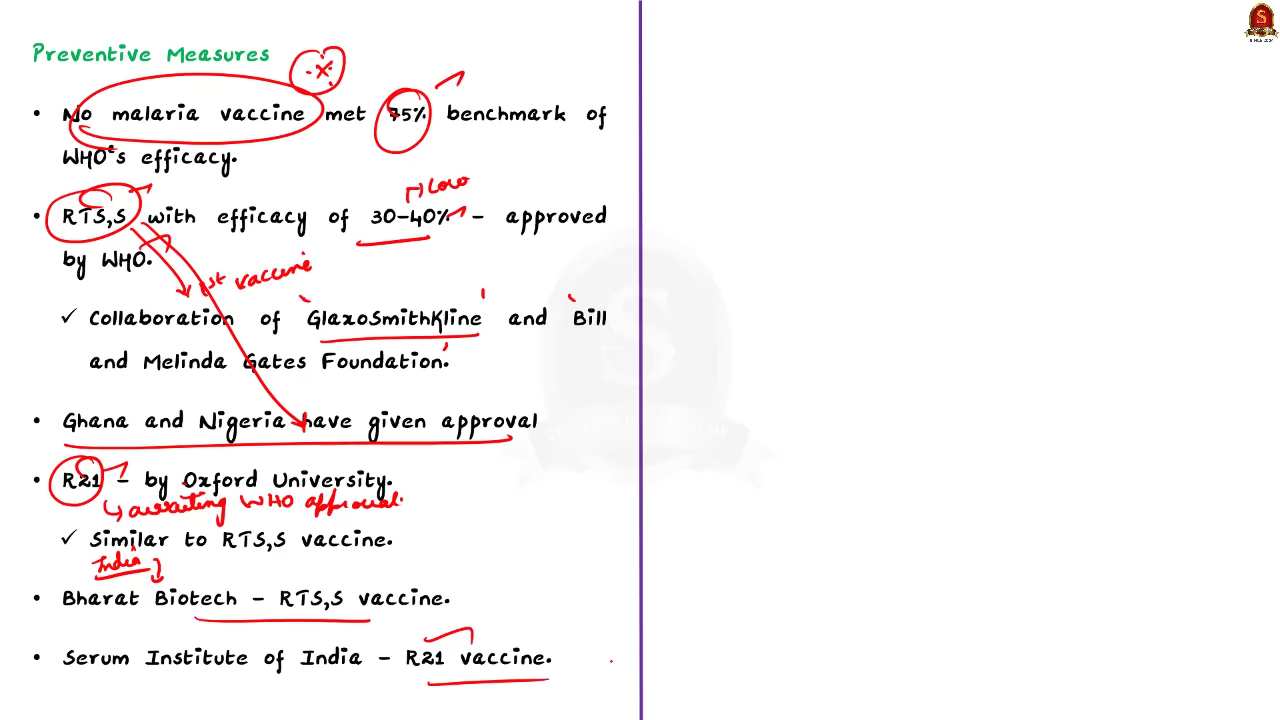 Preventive Measures
• No malaria vaccine met 75% benchmark of
WHO's efficacy.
Low
• RTS,S with efficacy of 30-40% - approved
by WHO.
1st vaccine
✓ Collaboration of 'GlaxoSmithKline' and 'Bill
and Melinda Gates Foundation.'
• Ghana and Nigeria have given approval
• R21 - by Oxford University.
↳ awaiting WHO approval.
✓ Similar to RTS,S vaccine.
India
• Bharat Biotech - RTS,S vaccine.
• Serum Institute of India - R21 vaccine.